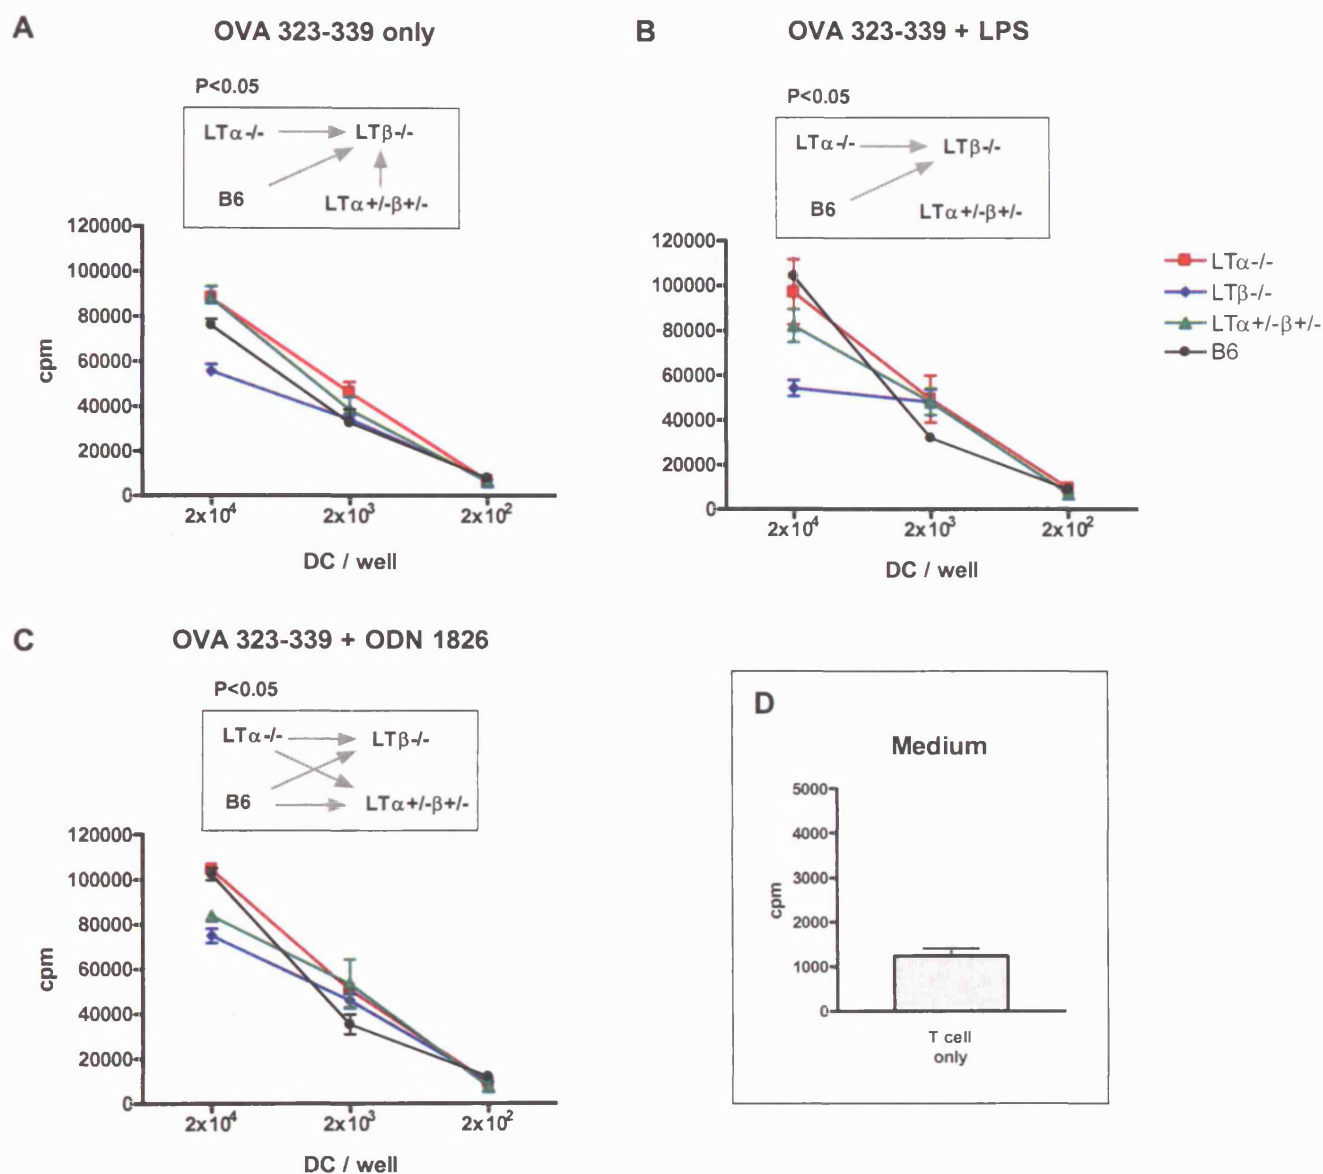 A
OVA 323-339 only
P<0.05
LTα-/- LTβ-/-
B6 LTα+/-β+/-
120000
100000
80000
60000
40000
20000
0
cpm
2x10⁴ 2x10³ 2x10²
DC / well
B
OVA 323-339 + LPS
P<0.05
LTα-/- LTβ-/-
B6 LTα+/-β+/-
120000
100000
80000
60000
40000
20000
0
2x10⁴ 2x10³ 2x10²
DC / well
LTα-/-
LTβ-/-
LTα+/-β+/-
B6
C
OVA 323-339 + ODN 1826
P<0.05
LTα-/- LTβ-/-
B6 LTα+/-β+/-
120000
100000
80000
60000
40000
20000
0
cpm
2x10⁴ 2x10³ 2x10²
DC / well
D
Medium
5000
4000
3000
2000
1000
0
cpm
T cell
only